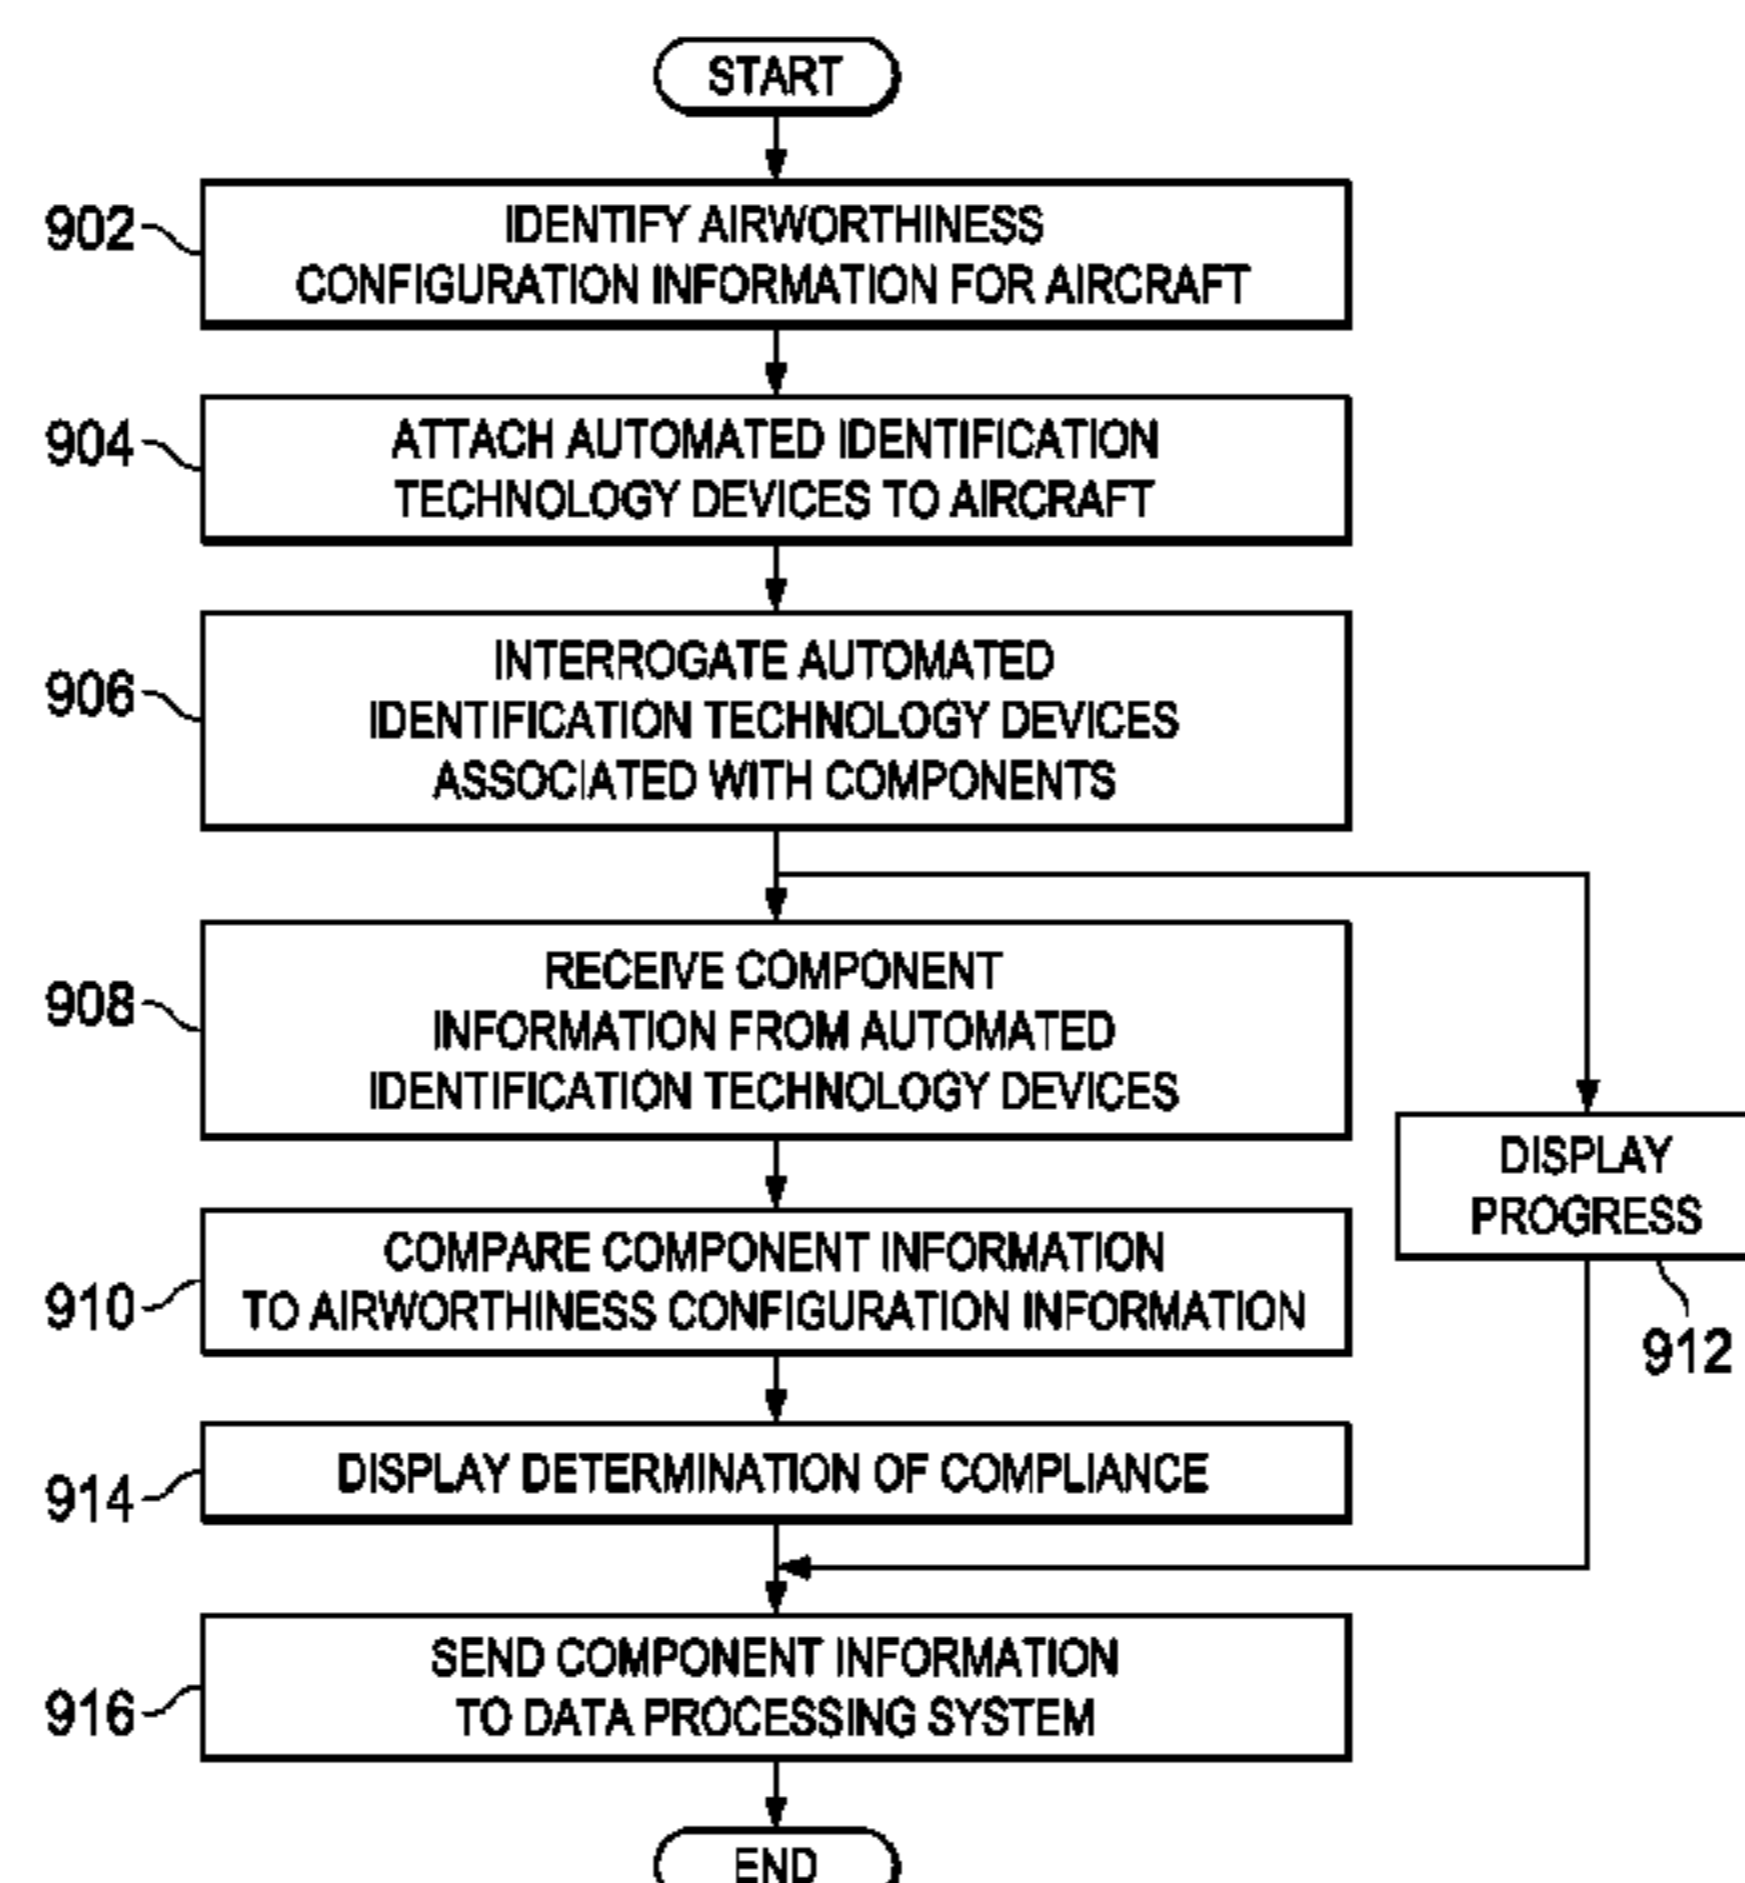 START
902
IDENTIFY AIRWORTHINESS
CONFIGURATION INFORMATION FOR AIRCRAFT
904
ATTACH AUTOMATED IDENTIFICATION
TECHNOLOGY DEVICES TO AIRCRAFT
906
INTERROGATE AUTOMATED
IDENTIFICATION TECHNOLOGY DEVICES
ASSOCIATED WITH COMPONENTS
908
RECEIVE COMPONENT
INFORMATION FROM AUTOMATED
IDENTIFICATION TECHNOLOGY DEVICES
DISPLAY
PROGRESS
912
910
COMPARE COMPONENT INFORMATION
TO AIRWORTHINESS CONFIGURATION INFORMATION
914
DISPLAY DETERMINATION OF COMPLIANCE
916
SEND COMPONENT INFORMATION
TO DATA PROCESSING SYSTEM
END